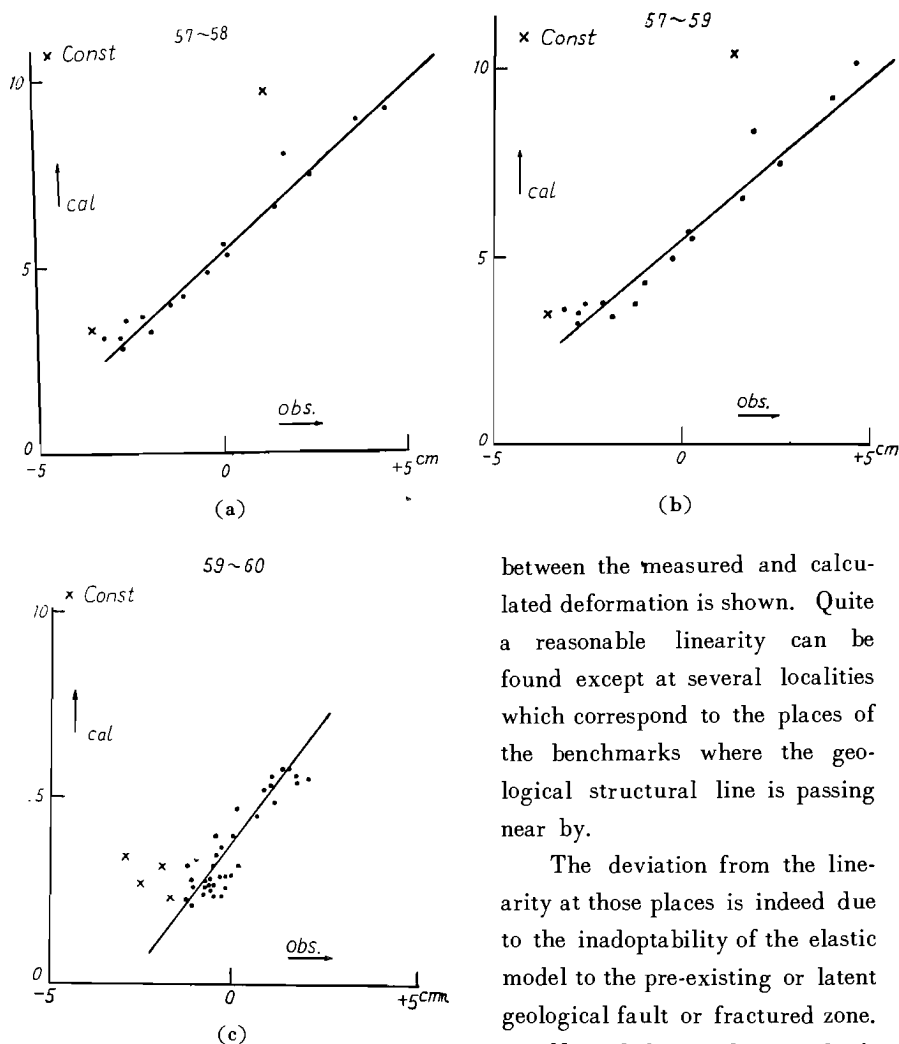 57~58
× Const
10
cal
5
0
obs.
-5
0
+5 cm
(a)
57~59
× Const
10
cal
5
0
obs.
-5
0
+5 cm
(b)
59~60
× Const
10
cal
.5
0
obs.
-5
0
+5 cm
(c)
between the measured and calcu-
lated deformation is shown. Quite
a reasonable linearity can be
found except at several localities
which correspond to the places of
the benchmarks where the geo-
logical structural line is passing
near by.
The deviation from the line-
arity at those places is indeed due
to the inadoptability of the elastic
model to the pre-existing or latent
geological fault or fractured zone.